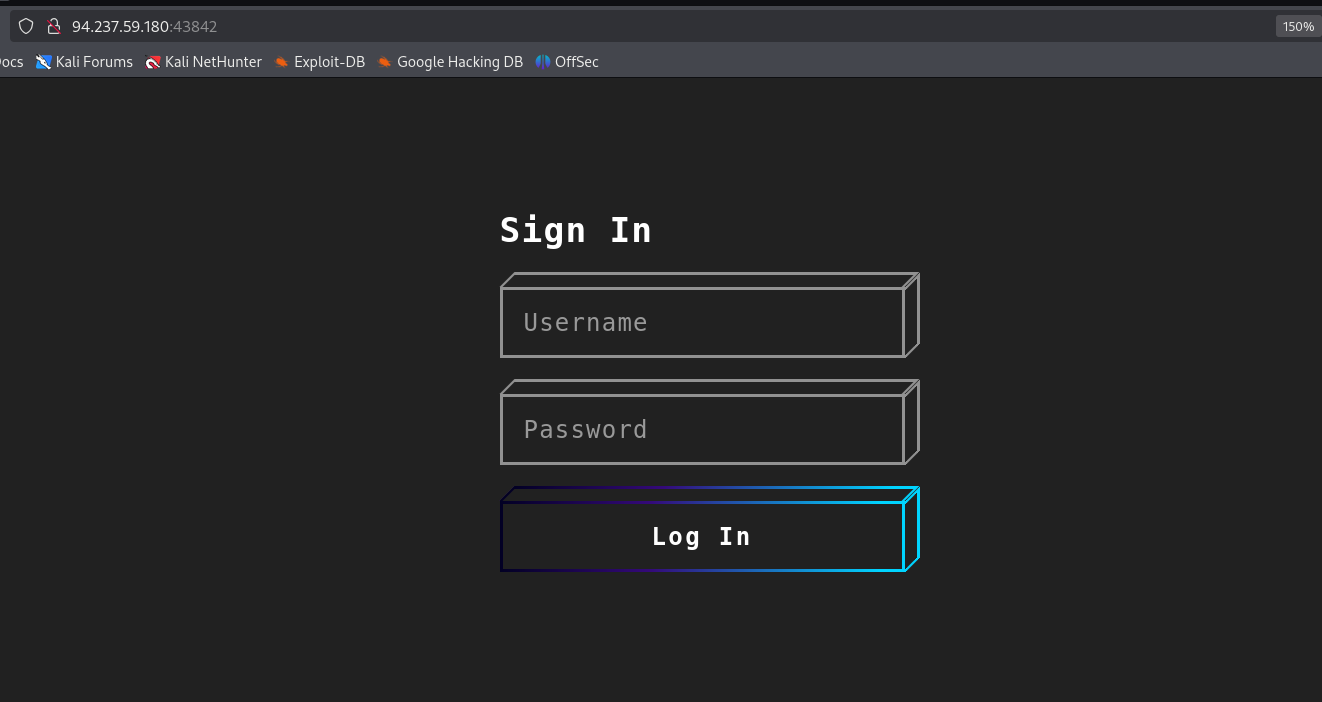 94.237.59.180:43842 150%
ocs Kali Forums Kali NetHunter Exploit-DB Google Hacking DB OffSec
Sign In
Username
Password
Log In